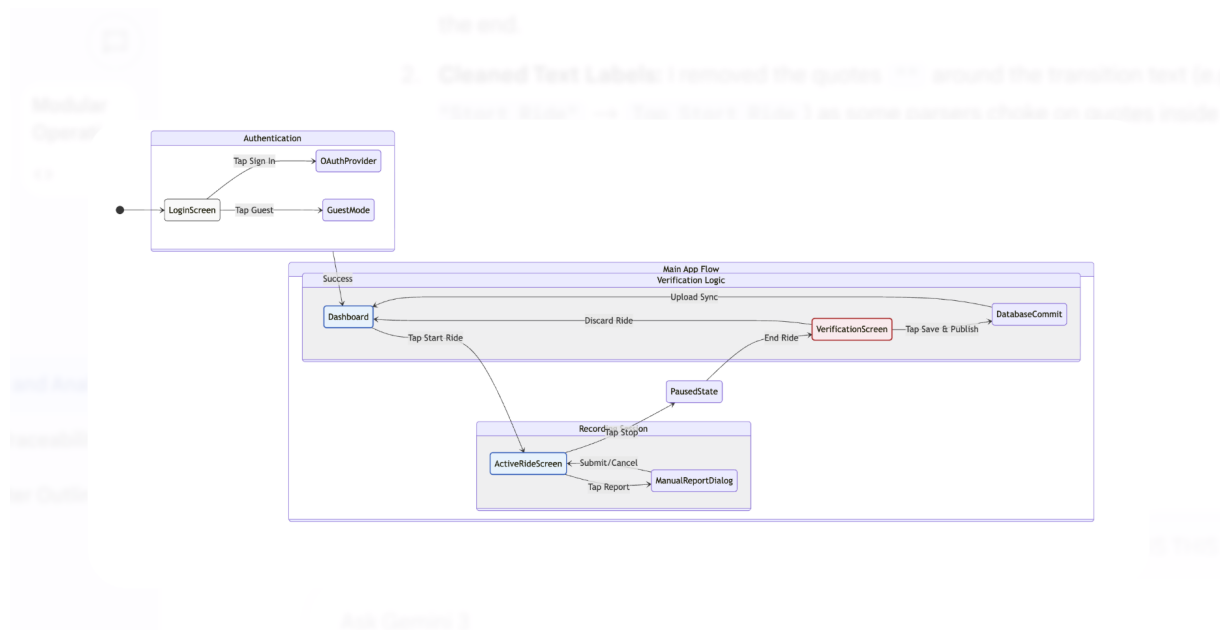 the end.
2. Cleaned Text Labels: I removed the quotes "" around the transition text
as some parsers choke on quotes inside
Modular
Authentication
Tap Sign in
OAuthProvider
LoginScreen
Tap Guest
GuestMode
Success
Main App Flow
Verification Logic
Upload Sync
Dashboard
Discard Ride
VerificationScreen
Tap Save & Publish
DatabaseCommit
Tap Start Ride
End Ride
PausedState
Tap Stop
ActiveRideScreen
Submit/Cancel
Tap Report
ManualReportDialog